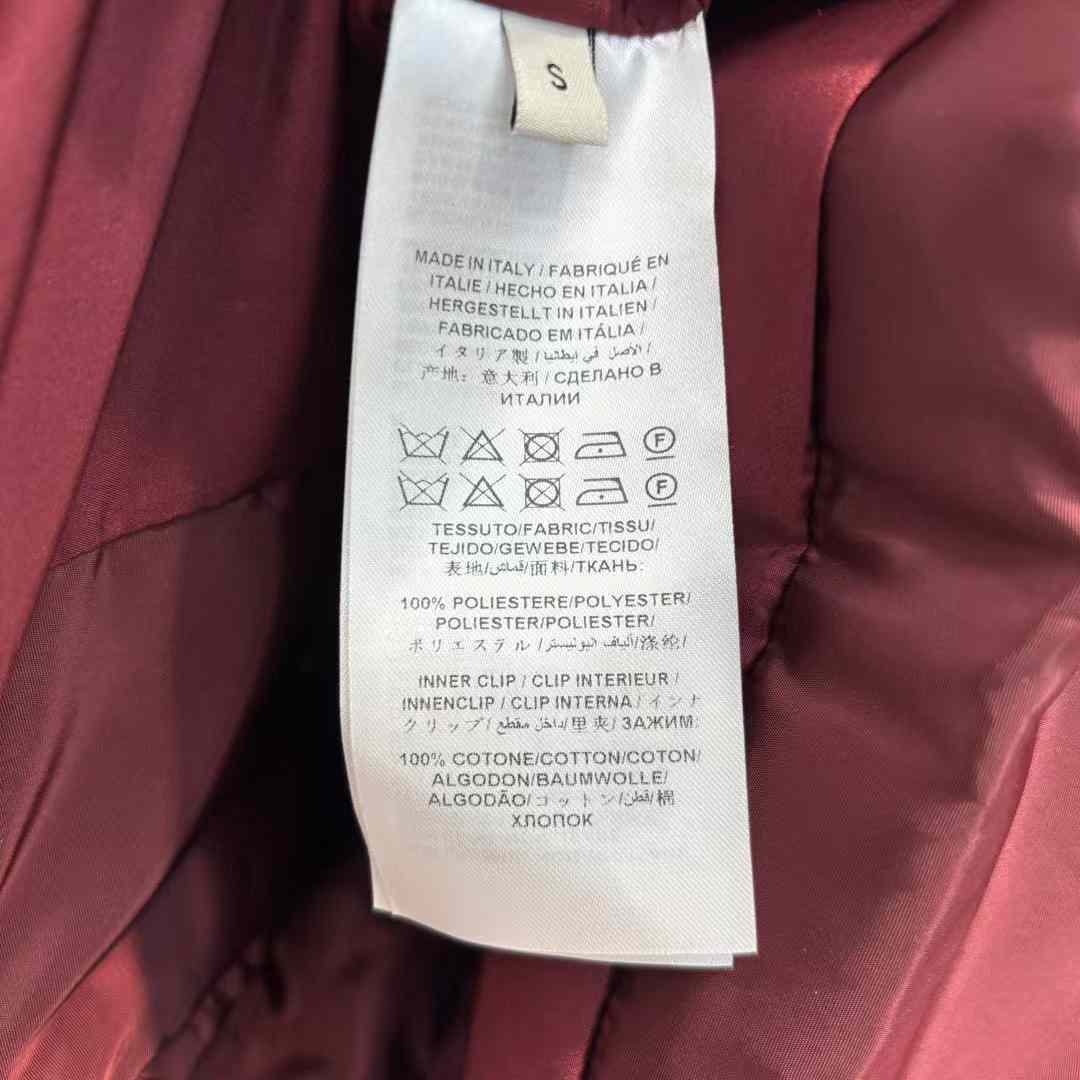 S
MADE IN ITALY / FABRIQUÉ EN
ITALIE / HECHO EN ITALIA /
HERGESTELLT IN ITALIEN /
FABRICADO EM ITÁLIA /
イタリア製 / الأصل في إيطاليا /
产地：意大利 / СДЕЛАНО В
ИТАЛИИ
F
F
TESSUTO/FABRIC/TISSU/
TEJIDO/GEWEBE/TECIDO/
表地/قماش/面料/ТКАНЬ:
100% POLIESTERE/POLYESTER/
POLIESTER/POLIESTER/
ポリエステル /ألياف البوليستر/涤纶/
INNER CLIP / CLIP INTERIEUR /
INNENCLIP / CLIP INTERNA / インナ
クリップ/داخل مقطع/里夹/ ЗАЖИМ:
100% COTONE/COTTON/COTON/
ALGODON/BAUMWOLLE/
ALGODÃO/コットン/قطن/棉
ХЛОПОК